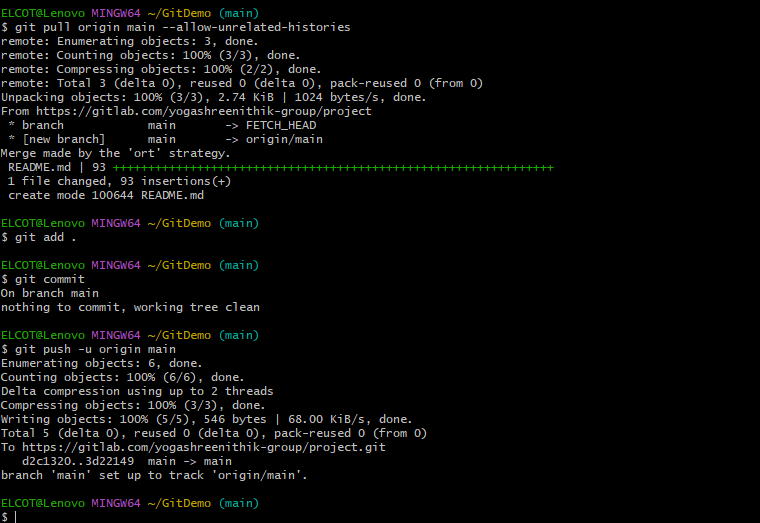 ELCOT@Lenovo MINGW64 ~/GitDemo (main)
$ git pull origin main --allow-unrelated-histories
remote: Enumerating objects: 3, done.
remote: Counting objects: 100% (3/3), done.
remote: Compressing objects: 100% (2/2), done.
remote: Total 3 (delta 0), reused 0 (delta 0), pack-reused 0 (from 0)
Unpacking objects: 100% (3/3), 2.74 KiB | 1024 bytes/s, done.
From https://gitlab.com/yogashreenithik-group/project
 * branch            main       -> FETCH_HEAD
 * [new branch]      main       -> origin/main
Merge made by the 'ort' strategy.
 README.md | 93 +++++++++++++++++++++++++++++++++++++++++++++++++++++++++++++++
 1 file changed, 93 insertions(+)
 create mode 100644 README.md
ELCOT@Lenovo MINGW64 ~/GitDemo (main)
$ git add .
ELCOT@Lenovo MINGW64 ~/GitDemo (main)
$ git commit
On branch main
nothing to commit, working tree clean
ELCOT@Lenovo MINGW64 ~/GitDemo (main)
$ git push -u origin main
Enumerating objects: 6, done.
Counting objects: 100% (6/6), done.
Delta compression using up to 2 threads
Compressing objects: 100% (3/3), done.
Writing objects: 100% (5/5), 546 bytes | 68.00 KiB/s, done.
Total 5 (delta 0), reused 0 (delta 0), pack-reused 0 (from 0)
To https://gitlab.com/yogashreenithik-group/project.git
   d2c1320..3d22149  main -> main
branch 'main' set up to track 'origin/main'.
ELCOT@Lenovo MINGW64 ~/GitDemo (main)
$